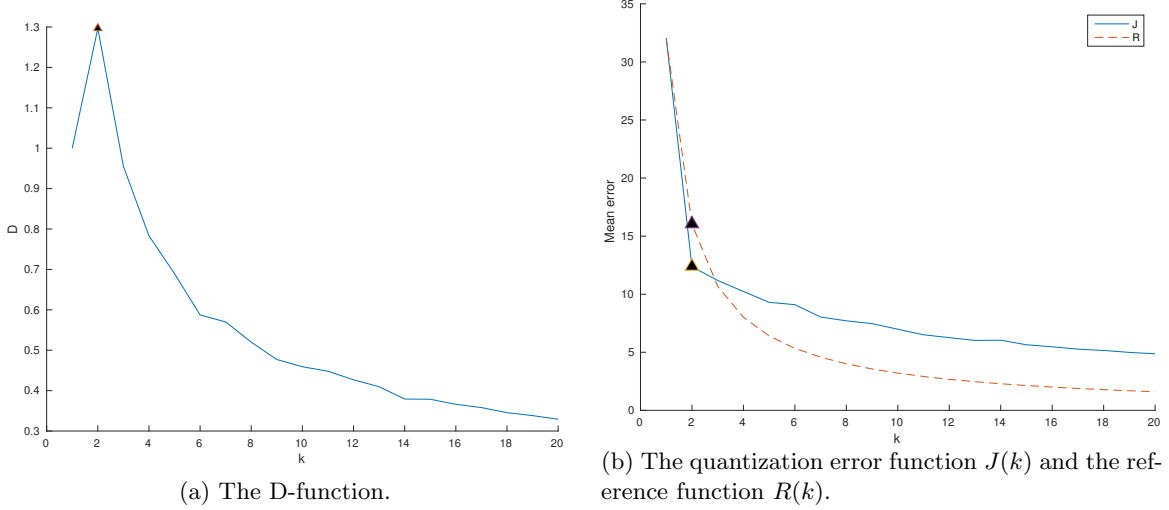 1.3
1.2
1.1
1
0.9
0.8
0.7
0.6
0.5
0.4
0.3
D
0 2 4 6 8 10 12 14 16 18 20
k
(a) The D-function.
35
30
25
20
15
10
5
0
Mean error
J
R
0 2 4 6 8 10 12 14 16 18 20
k
(b) The quantization error function J(k) and the ref-
erence function R(k).